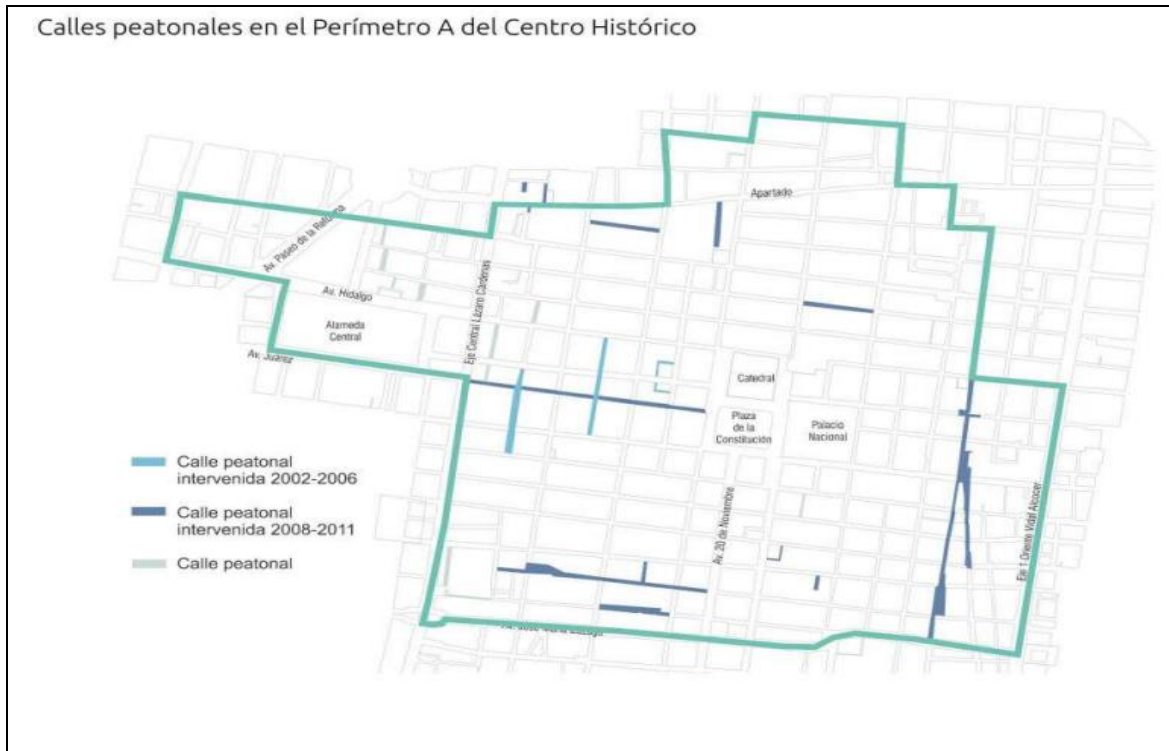 Calles peatonales en el Perímetro A del Centro Histórico
Apartado
Av. Paseo de la Reforma
Eje Central Lázaro Cárdenas
Av. Hidalgo
Alameda
Central
Av. Juárez
Catedral
Plaza
de la
Constitución
Palacio
Nacional
Calle peatonal
intervenida 2002-2006
Calle peatonal
intervenida 2008-2011
Calle peatonal
Av. 20 de Noviembre
Eje 1 Oriente Vidal Alcocer